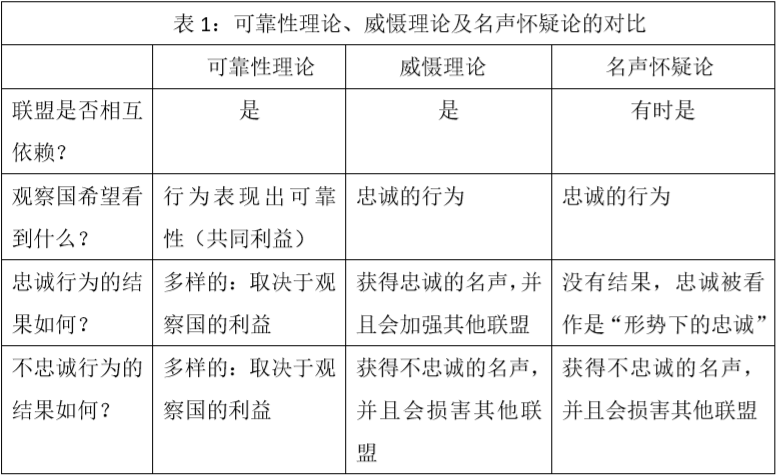 表 1：可靠性理论、威慑理论及名声怀疑论的对比
可靠性理论 威慑理论 名声怀疑论
联盟是否相互 是 是 有时是
依赖？
观察国希望看 行为表现出可靠 忠诚的行为 忠诚的行为
到什么？ 性（共同利益）
忠诚行为的结 多样的：取决于观 获得忠诚的名声，并 没有结果，忠诚被看
果如何？ 察国的利益 且会加强其他联盟 作是“形势下的忠诚”
不忠诚行为的 多样的：取决于观 获得不忠诚的名声， 获得不忠诚的名声，
结果如何？ 察国的利益 并且会损害其他联 并且会损害其他联盟
盟